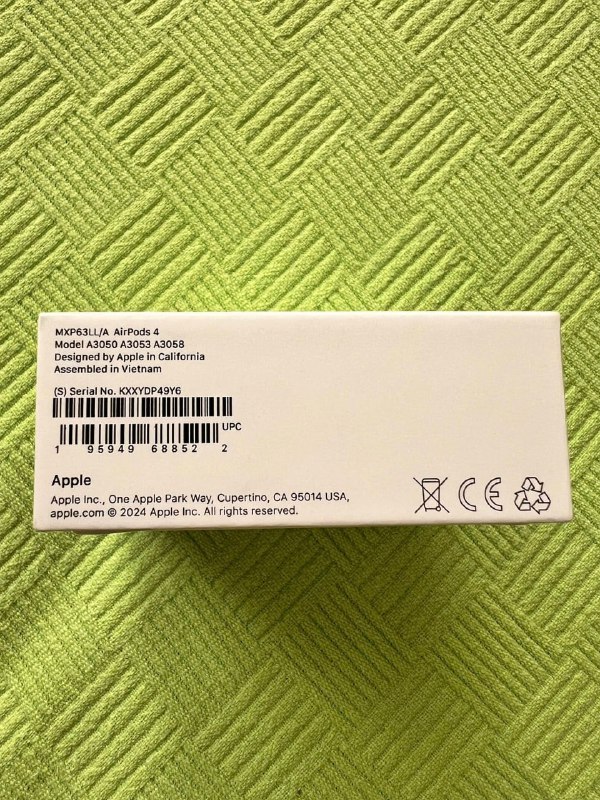 MXP63LL/A AirPods 4
Model A3050 A3053 A3058
Designed by Apple in California
Assembled in Vietnam
(S) Serial No. KXXYDP49Y6
UPC
1 95949 68852 2
Apple
Apple Inc., One Apple Park Way, Cupertino, CA 95014 USA,
apple.com © 2024 Apple Inc. All rights reserved.
CE